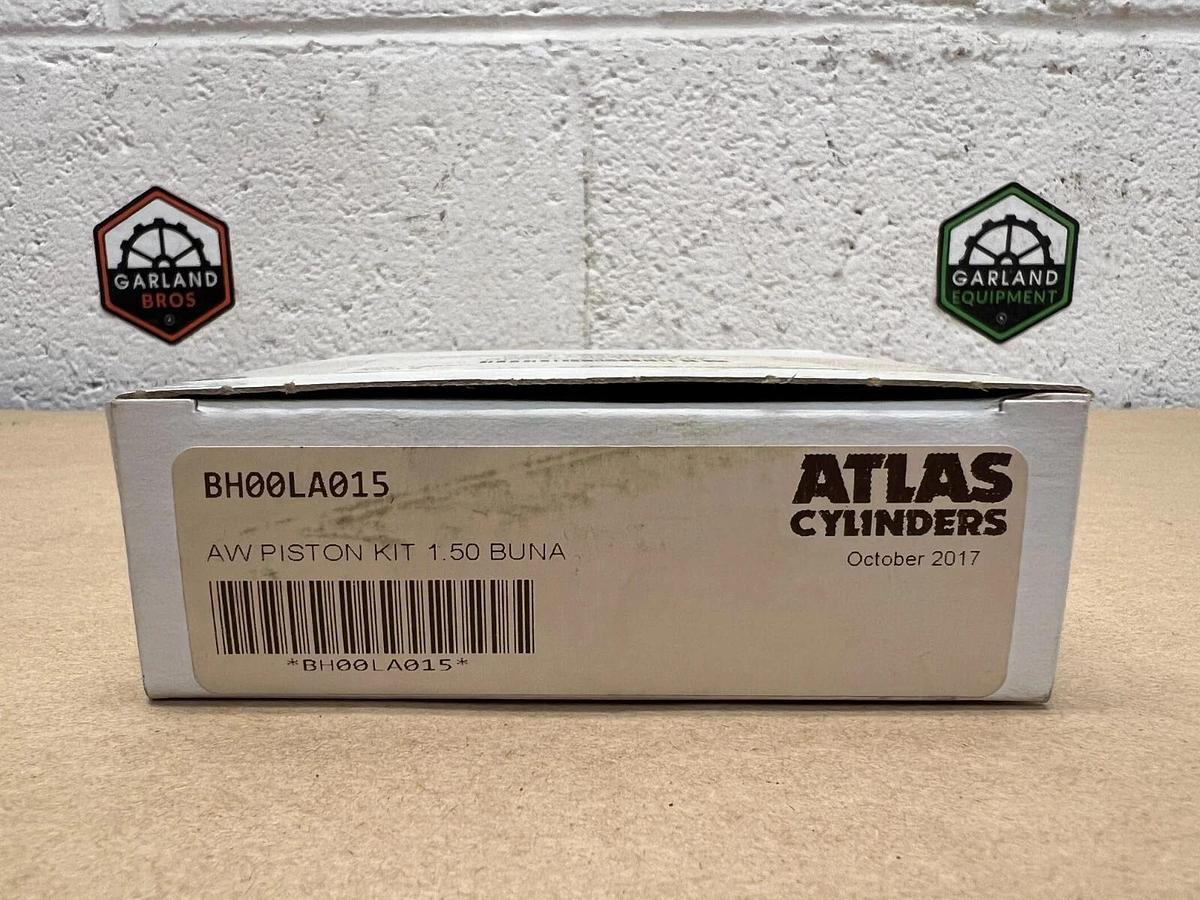 GARLAND
BROS
GARLAND
EQUIPMENT
BH00LA015
ATLAS
CYLINDERS
October 2017
AW PISTON KIT 1.50 BUNA
*BH00LA015*